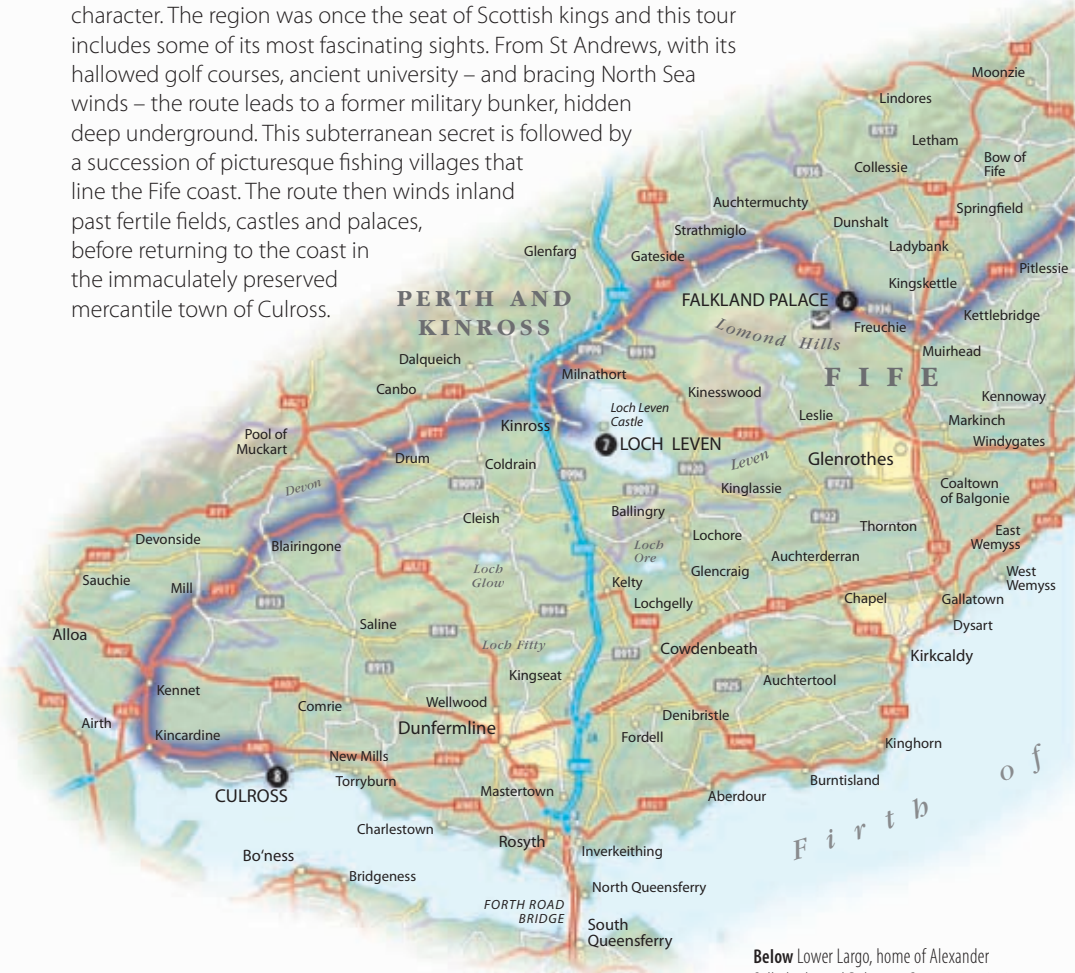 character. The region was once the seat of Scottish kings and this tour
includes some of its most fascinating sights. From St Andrews, with its
hallowed golf courses, ancient university – and bracing North Sea
winds – the route leads to a former military bunker, hidden
deep underground. This subterranean secret is followed by
a succession of picturesque fishing villages that
line the Fife coast. The route then winds inland
past fertile fields, castles and palaces,
before returning to the coast in
the immaculately preserved
mercantile town of Culross.
Moonzie
Lindores
Letham
Collessie
Bow of
Fife
Auchtermuchty
Springfield
Strathmiglo
Dunshalt
Glenfarg
Gateside
Ladybank
Pitlessie
Kingskettle
PERTH AND
KINROSS
FALKLAND PALACE 6
Kettlebridge
Freuchie
Lomond Hills
Muirhead
Dalqueich
Milnathort
FIFE
Canbo
Kinesswood
Kennoway
Loch Leven
Castle
Leslie
Markinch
Kinross
Pool of
Muckart
7 LOCH LEVEN
Windygates
Drum
Coldrain
Leven
Glenrothes
Devon
Kinglassie
Coaltown
of Balgonie
Cleish
Ballingry
Thornton
Devonside
Lochore
East
Wemyss
Blairingone
Loch
Ore
Auchterderran
Sauchie
Loch
Glow
Glencraig
West
Wemyss
Mill
Kelty
Chapel
Gallatown
Lochgelly
Saline
Dysart
Alloa
Loch Fitty
Cowdenbeath
Kirkcaldy
Kennet
Kingseat
Auchtertool
Comrie
Wellwood
Airth
Denibristle
Dunfermline
Kincardine
Fordell
Kinghorn
New Mills
8
Torryburn
Burntisland
CULROSS
Mastertown
Aberdour
Firth of
Charlestown
Rosyth
Inverkeithing
Bo'ness
Bridgeness
North Queensferry
FORTH ROAD
BRIDGE
South
Queensferry
Below Lower Largo, home of Alexander